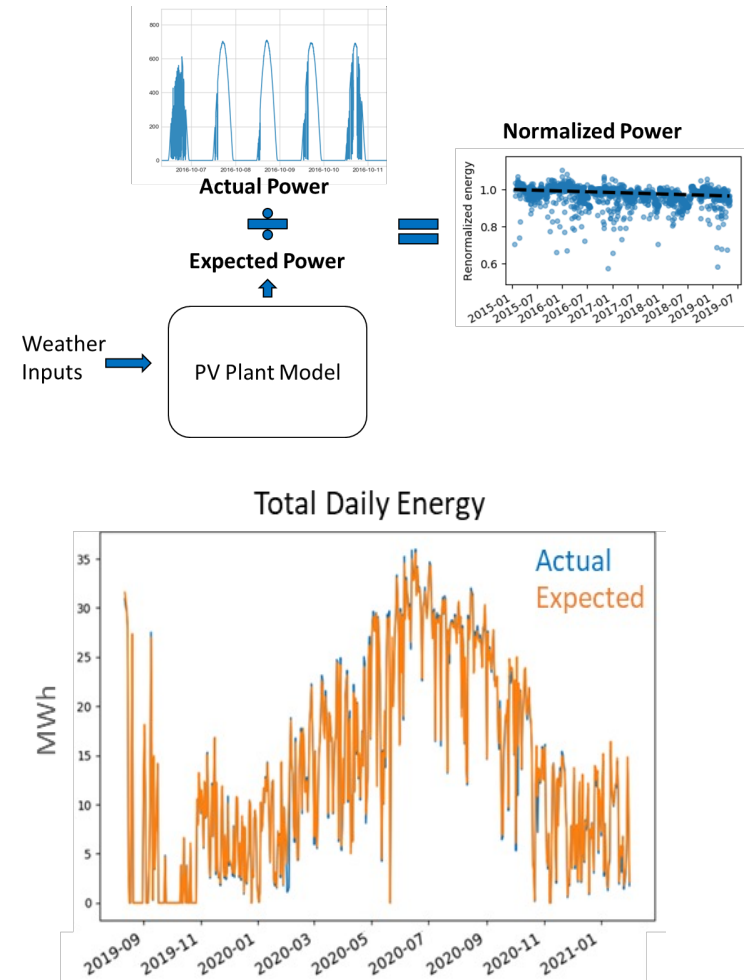 800
600
400
200
0
2016-10-07 2016-10-08 2016-10-09 2016-10-10 2016-10-11
Actual Power
Expected Power
Normalized Power
Renormalized energy
1.0
0.8
0.6
2015-01
2015-07
2016-01
2016-07
2017-01
2017-07
2018-01
2018-07
2019-01
2019-07
Weather
Inputs
PV Plant Model
Total Daily Energy
Actual
Expected
MWh
35
30
25
20
15
10
5
0
2019-09
2019-11
2020-01
2020-03
2020-05
2020-07
2020-09
2020-11
2021-01